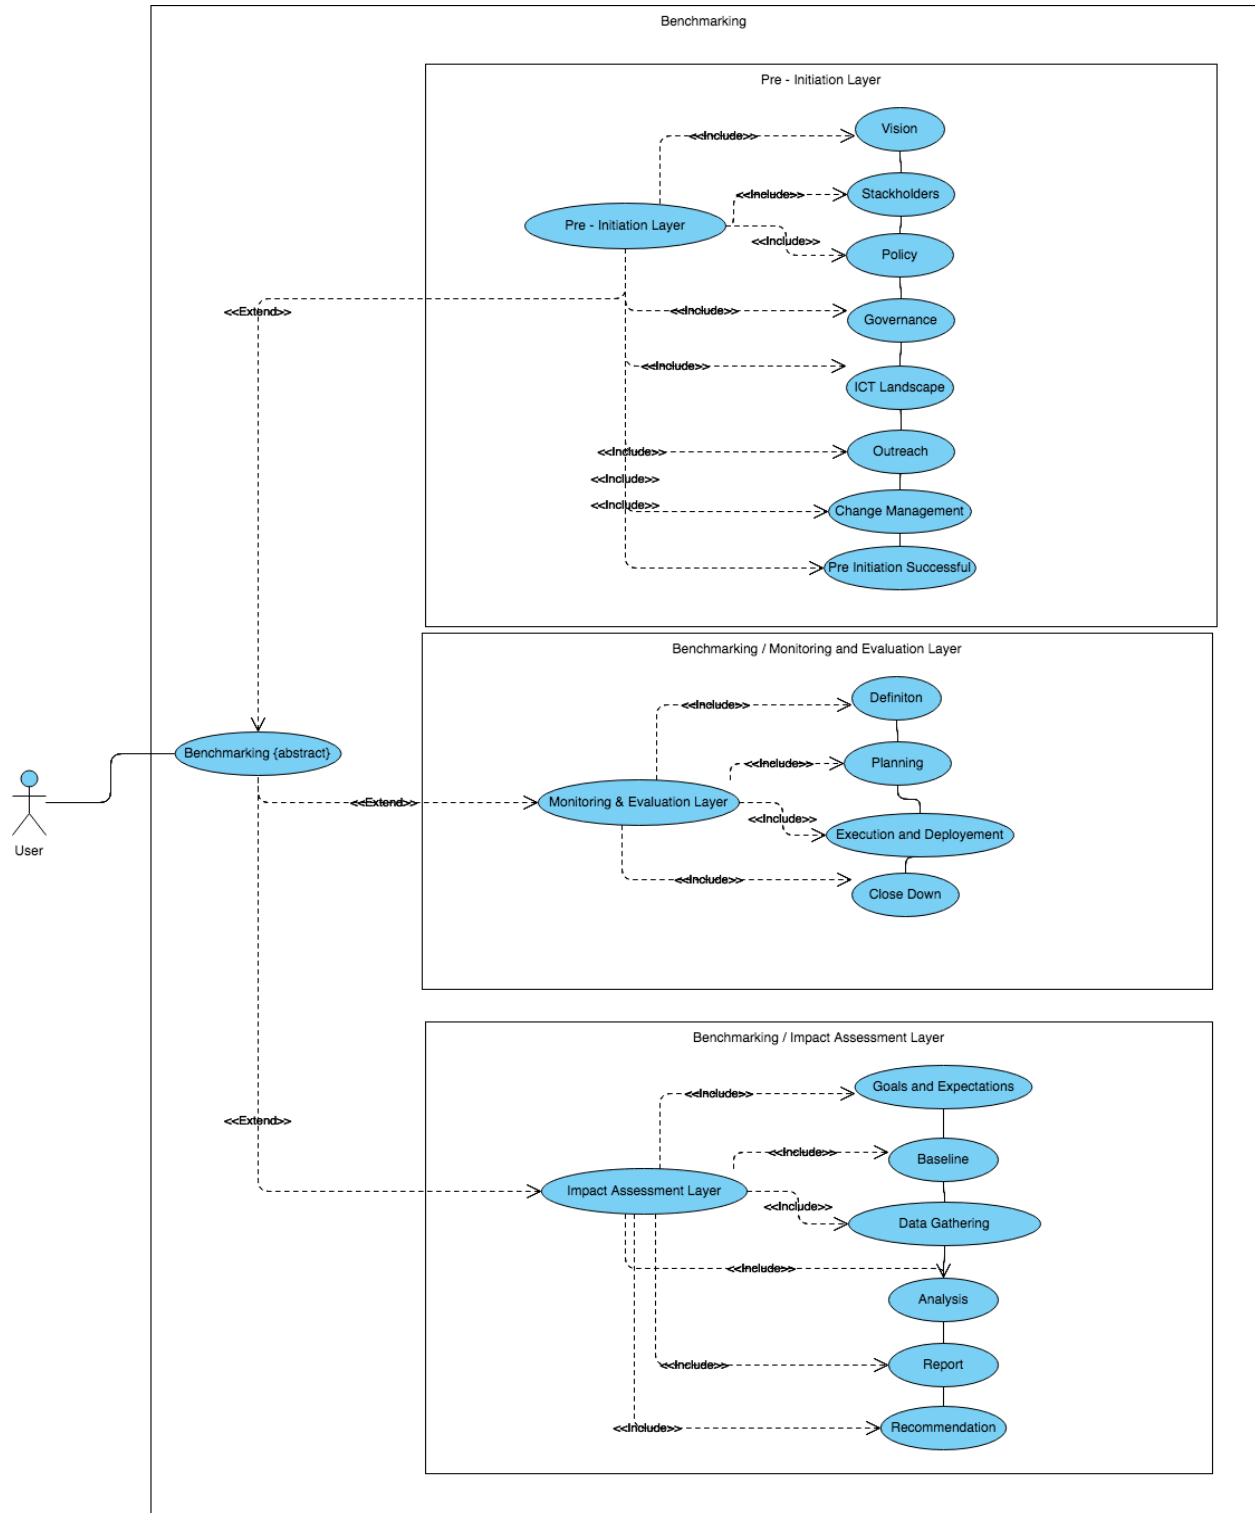 Benchmarking
Pre - Initiation Layer
<<Include>>
Vision
<<Include>>
Stackholders
Pre - Initiation Layer
<<Include>>
Policy
<<Extend>>
<<Include>>
Governance
<<Include>>
ICT Landscape
<<Include>>
Outreach
<<Include>>
<<Include>>
Change Management
Pre Initiation Successful
Benchmarking / Monitoring and Evaluation Layer
<<Include>>
Definiton
Benchmarking {abstract}
<<Include>>
Planning
<<Extend>>
Monitoring & Evaluation Layer
<<Include>>
Execution and Deployement
User
<<Include>>
Close Down
Benchmarking / Impact Assessment Layer
<<Include>>
Goals and Expectations
<<Extend>>
<<Include>>
Baseline
Impact Assessment Layer
<<Include>>
Data Gathering
<<Include>>
Analysis
<<Include>>
Report
<<Include>>
Recommendation